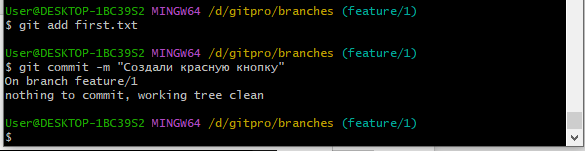 User@DESKTOP-1BC39S2 MINGW64 /d/gitpro/branches (feature/1)
$ git add first.txt
User@DESKTOP-1BC39S2 MINGW64 /d/gitpro/branches (feature/1)
$ git commit -m "Создали красную кнопку"
On branch feature/1
nothing to commit, working tree clean
User@DESKTOP-1BC39S2 MINGW64 /d/gitpro/branches (feature/1)
$